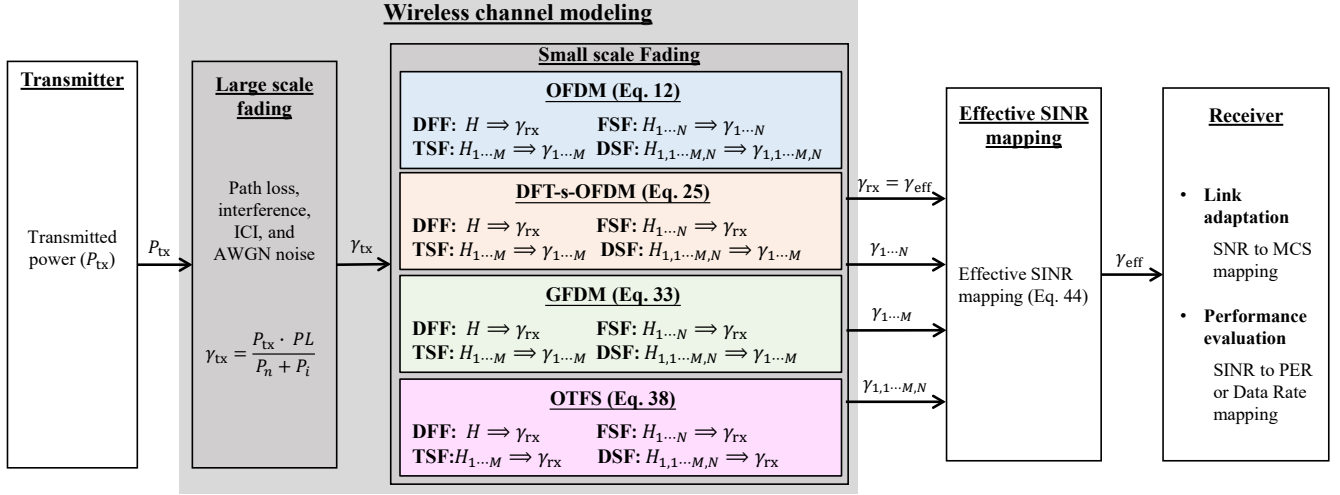 Wireless channel modeling
Transmitter
Transmitted
power (P_tx)
P_tx
Large scale
fading
Path loss,
interference,
ICI, and
AWGN noise
γ_tx = (P_tx · PL) / (P_n + P_i)
γ_tx
Small scale Fading
OFDM (Eq. 12)
DFF: H ⟹ γ_rx FSF: H_1⋯N ⟹ γ_1⋯N
TSF: H_1⋯M ⟹ γ_1⋯M DSF: H_1,1⋯M,N ⟹ γ_1,1⋯M,N
DFT-s-OFDM (Eq. 25)
DFF: H ⟹ γ_rx FSF: H_1⋯N ⟹ γ_rx
TSF: H_1⋯M ⟹ γ_1⋯M DSF: H_1,1⋯M,N ⟹ γ_1⋯M
GFDM (Eq. 33)
DFF: H ⟹ γ_rx FSF: H_1⋯N ⟹ γ_rx
TSF: H_1⋯M ⟹ γ_1⋯M DSF: H_1,1⋯M,N ⟹ γ_1⋯M
OTFS (Eq. 38)
DFF: H ⟹ γ_rx FSF: H_1⋯N ⟹ γ_rx
TSF:H_1⋯M ⟹ γ_rx DSF: H_1,1⋯M,N ⟹ γ_rx
γ_rx = γ_eff
γ_1⋯N
γ_1⋯M
γ_1,1⋯M,N
Effective SINR
mapping
Effective SINR
mapping (Eq. 44)
γ_eff
Receiver
• Link
adaptation
SNR to MCS
mapping
• Performance
evaluation
SINR to PER
or Data Rate
mapping